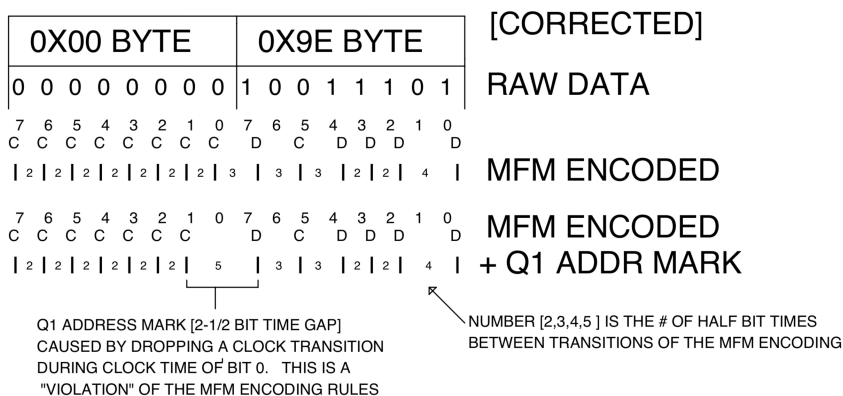 [CORRECTED]
0X00 BYTE 0X9E BYTE
0 0 0 0 0 0 0 0 1 0 0 1 1 1 0 1 RAW DATA
7 6 5 4 3 2 1 0 7 6 5 4 3 2 1 0
C C C C C C C C D C D D D D
2 2 2 2 2 2 2 3 3 3 2 2 4 MFM ENCODED
7 6 5 4 3 2 1 0 7 6 5 4 3 2 1 0 MFM ENCODED
C C C C C C C D C D D D D
2 2 2 2 2 2 5 3 3 2 2 4 + Q1 ADDR MARK
Q1 ADDRESS MARK [2-1/2 BIT TIME GAP]
CAUSED BY DROPPING A CLOCK TRANSITION
DURING CLOCK TIME OF' BIT 0. THIS IS A
"VIOLATION" OF THE MFM ENCODING RULES
NUMBER [2,3,4,5 ] IS THE # OF HALF BIT TIMES
BETWEEN TRANSITIONS OF THE MFM ENCODING